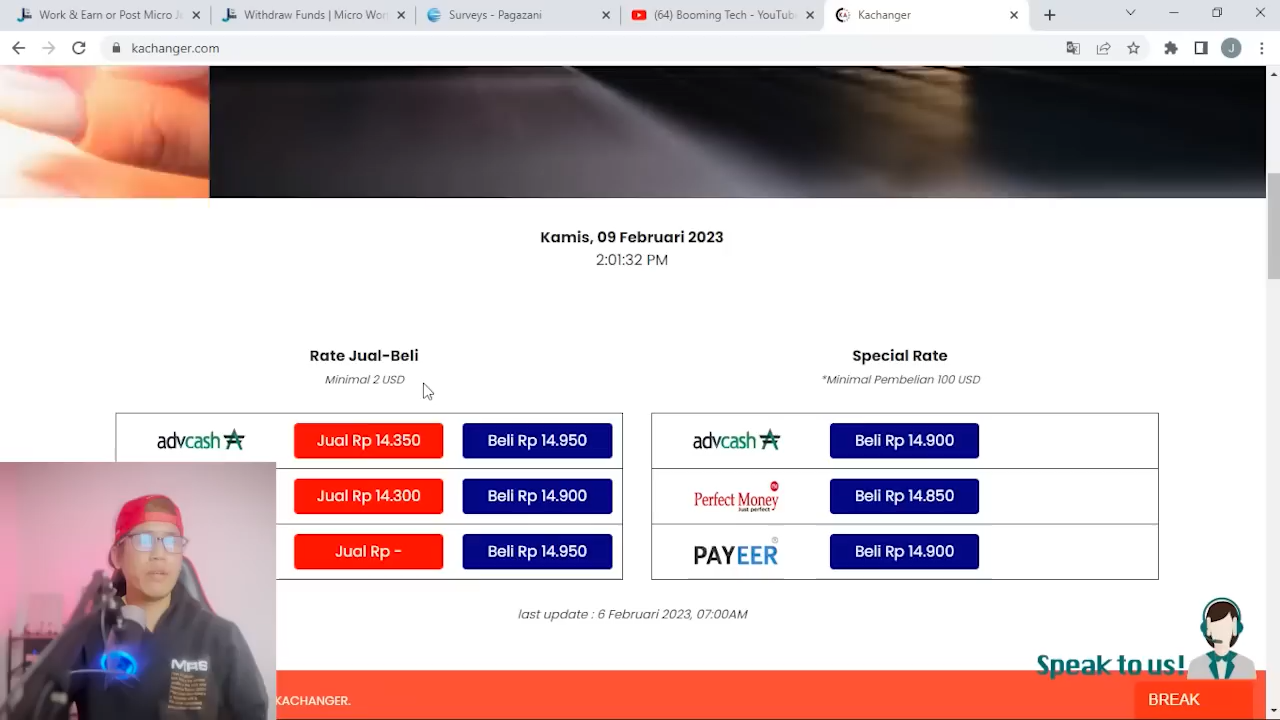 Work & Earn or Post Micro J
Withdraw Funds | Micro Wor
Surveys - Pagazani
(64) Booming Tech - YouTub
Kachanger
kachanger.com
J
Kamis, 09 Februari 2023
2:01:32 PM
Rate Jual-Beli
Minimal 2 USD
Special Rate
*Minimal Pembelian 100 USD
advcash Jual Rp 14.350 Beli Rp 14.950
advcash Beli Rp 14.900
Jual Rp 14.300 Beli Rp 14.900
Perfect Money Just perfect Beli Rp 14.850
Jual Rp - Beli Rp 14.950
PAYEER Beli Rp 14.900
last update : 6 Februari 2023, 07:00AM
Speak to us!
KACHANGER.
BREAK